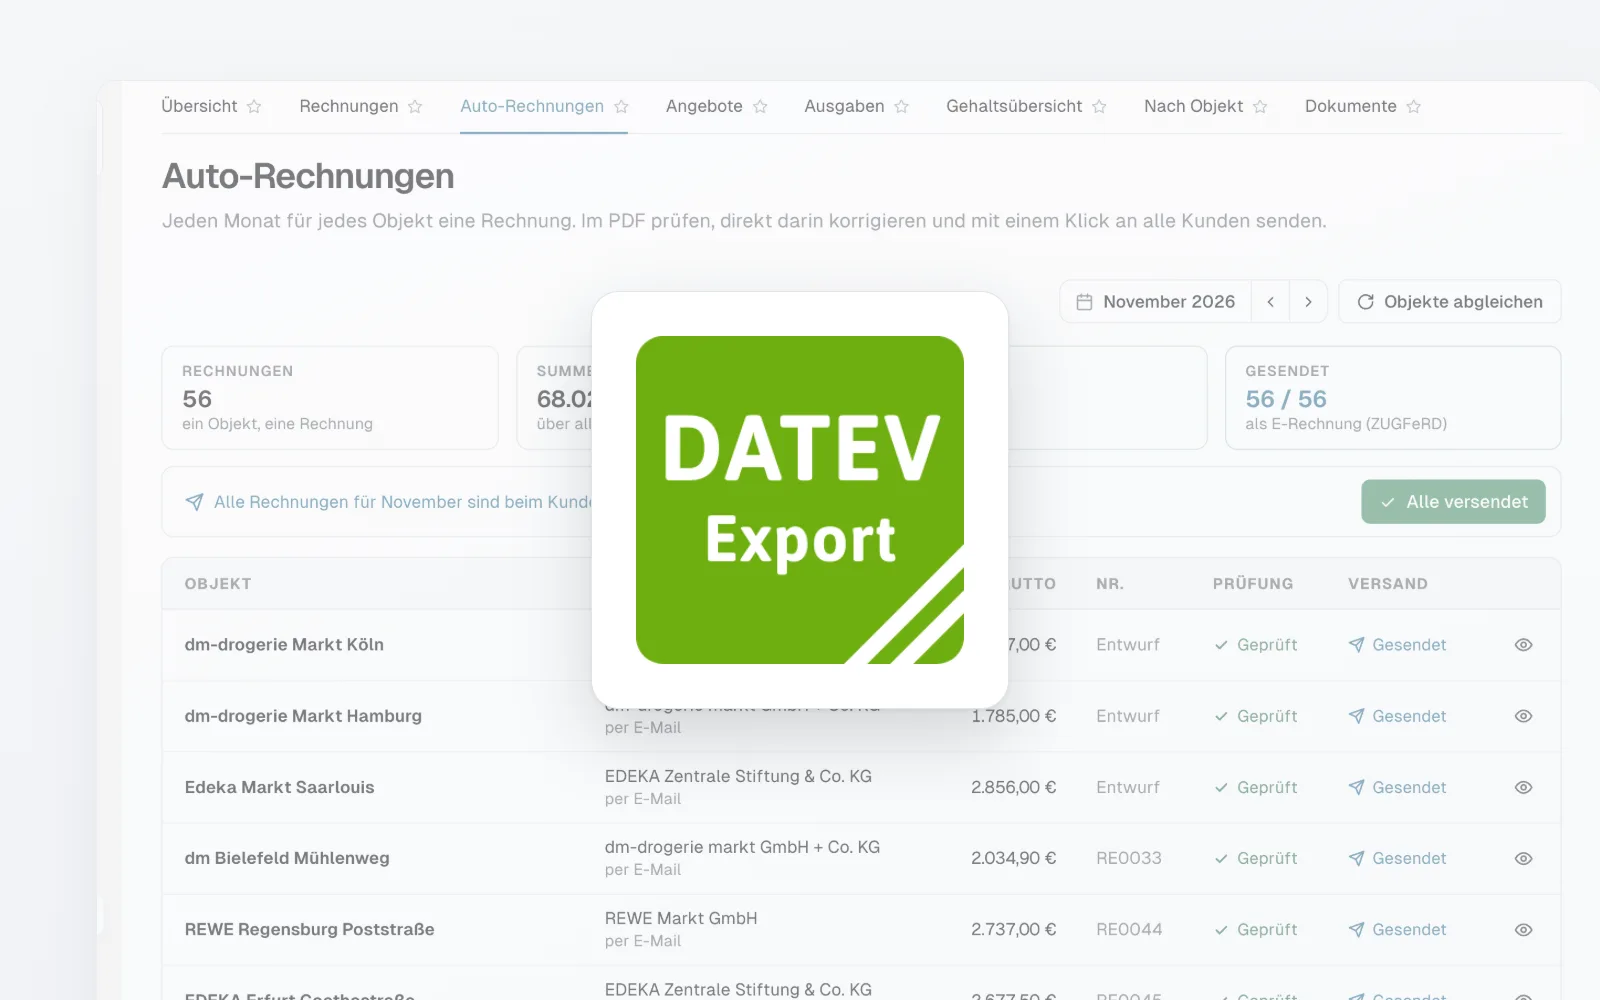 Übersicht Rechnungen Auto-Rechnungen Angebote Ausgaben Gehaltsübersicht Nach Objekt Dokumente
Auto-Rechnungen
Jeden Monat für jedes Objekt eine Rechnung. Im PDF prüfen, direkt darin korrigieren und mit einem Klick an alle Kunden senden.
November 2026 Objekte abgleichen
RECHNUNGEN
56
ein Objekt, eine Rechnung
GESENDET
56 / 56
als E-Rechnung (ZUGFeRD)
Alle Rechnungen für November sind beim
Alle versendet
DATEV
Export
OBJEKT NR. PRÜFUNG VERSAND
dm-drogerie Markt Köln Entwurf Geprüft Gesendet
dm-drogerie Markt Hamburg 1.785,00 € Entwurf Geprüft Gesendet
per E-Mail
Edeka Markt Saarlouis EDEKA Zentrale Stiftung & Co. KG 2.856,00 € Entwurf Geprüft Gesendet
per E-Mail
dm Bielefeld Mühlenweg dm-drogerie markt GmbH + Co. KG 2.034,90 € RE0033 Geprüft Gesendet
per E-Mail
REWE Regensburg Poststraße REWE Markt GmbH 2.737,00 € RE0044 Geprüft Gesendet
per E-Mail
EDEKA Zentrale Stiftung & Co. KG